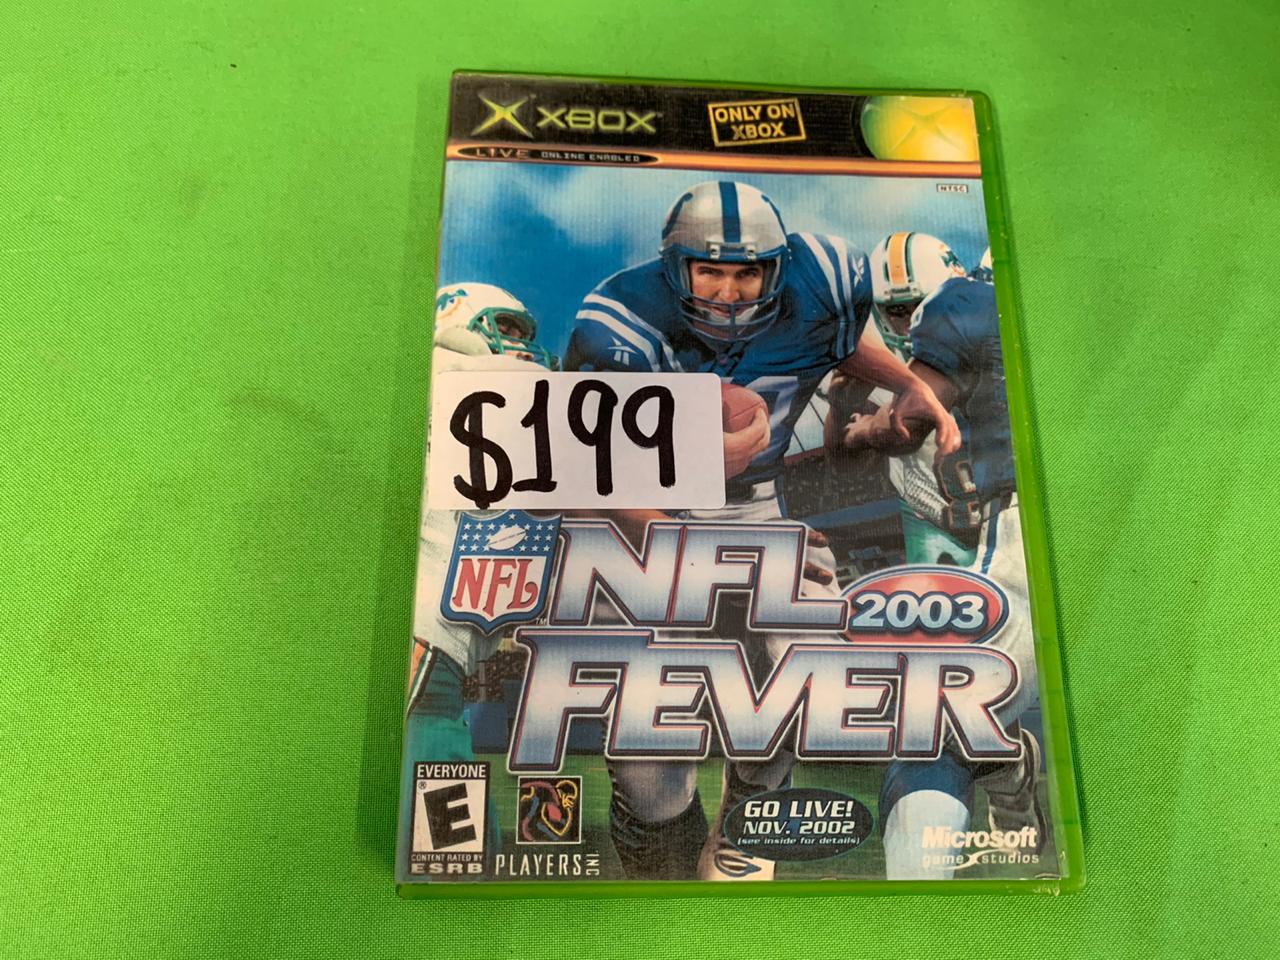 XBOX
ONLY ON
XBOX
LIVE ONLINE ENABLED
NTSC
$199
NFL
NFL
2003
FEVER
EVERYONE
E
CONTENT RATED BY
ESRB
PLAYERS INC
GO LIVE!
NOV. 2002
(see inside for details)
Microsoft
game studios